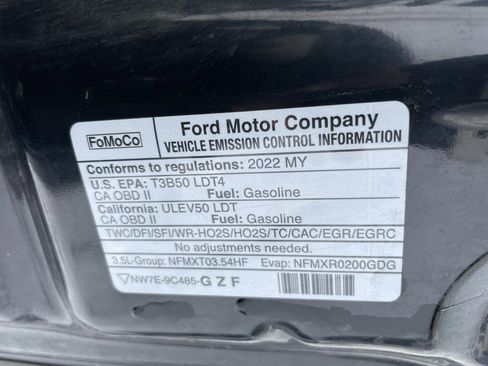 FoMoCo
Ford Motor Company
VEHICLE EMISSION CONTROL INFORMATION
Conforms to regulations: 2022 MY
U.S. EPA: T3B50 LDT4
CA OBD II Fuel: Gasoline
California: ULEV50 LDT
CA OBD II Fuel: Gasoline
TWC/DFI/SFI/WR-HO2S/HO2S/TC/CAC/EGR/EGRC
No adjustments needed.
3.5L-Group: NFMXT03.54HF Evap: NFMXR0200GDG
NW7E-9C485-GZF